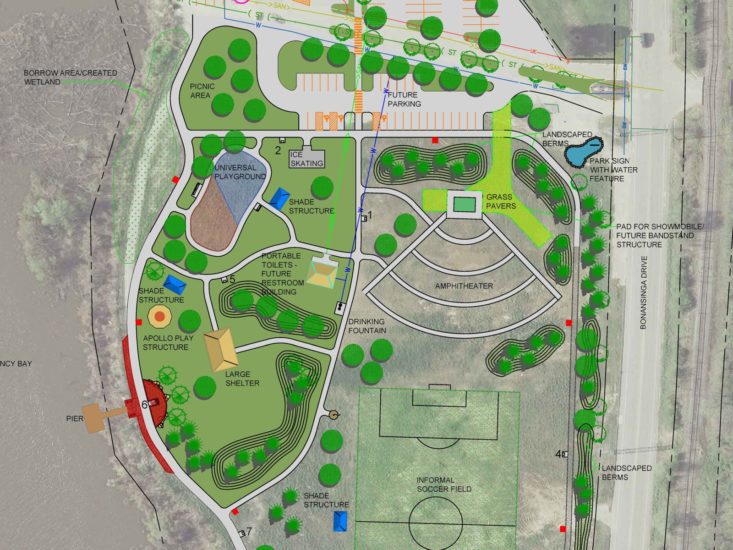 SAN
ST
W
ST
SAN
BORROW AREA/CREATED
WETLAND
PICNIC
AREA
FUTURE
PARKING
2
ICE
SKATING
LANDSCAPED
BERMS
PARK SIGN
WITH WATER
FEATURE
UNIVERSAL
PLAYGROUND
SHADE
STRUCTURE
1
GRASS
PAVERS
PAD FOR SHOWMOBILE/
FUTURE BANDSTAND
STRUCTURE
PORTABLE
TOILETS -
FUTURE
RESTROOM
BUILDING
5
SHADE
STRUCTURE
AMPHITHEATER
BONANSINGA DRIVE
DRINKING
FOUNTAIN
APOLLO PLAY
STRUCTURE
NCY BAY
LARGE
SHELTER
6
PIER
4
LANDSCAPED
BERMS
INFORMAL
SOCCER FIELD
SHADE
STRUCTURE
7